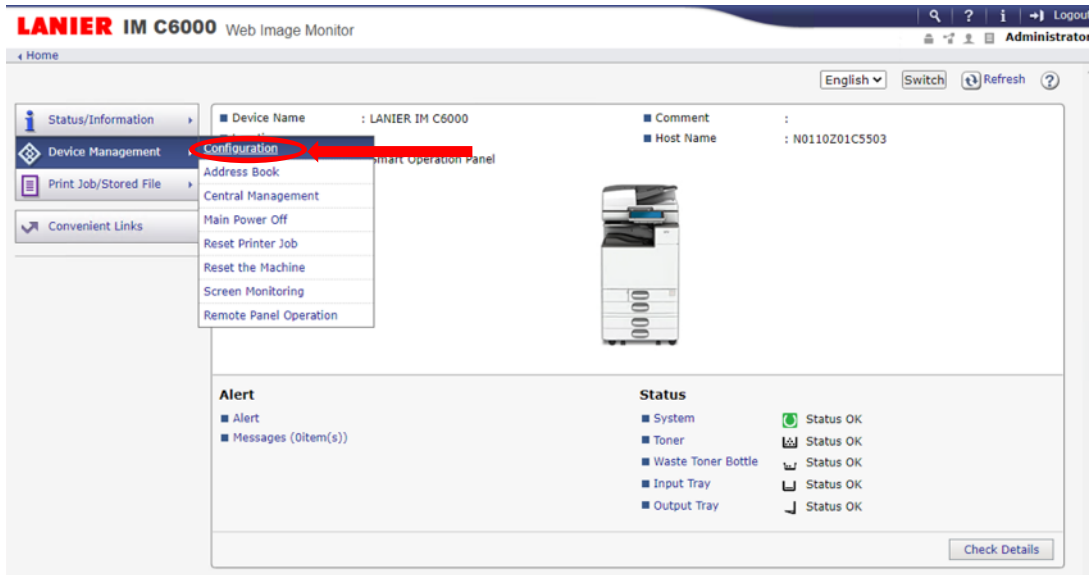 LANIER IM C6000 Web Image Monitor
? i Logout
Administrator
Home
English Switch Refresh ?
Status/Information
Device Management
Print Job/Stored File
Convenient Links
Configuration
Address Book
Central Management
Main Power Off
Reset Printer Job
Reset the Machine
Screen Monitoring
Remote Panel Operation
Device Name : LANIER IM C6000
Smart Operation Panel
Comment :
Host Name : N0110Z01C5503
Alert
Alert
Messages (0item(s))
Status
System Status OK
Toner Status OK
Waste Toner Bottle Status OK
Input Tray Status OK
Output Tray Status OK
Check Details